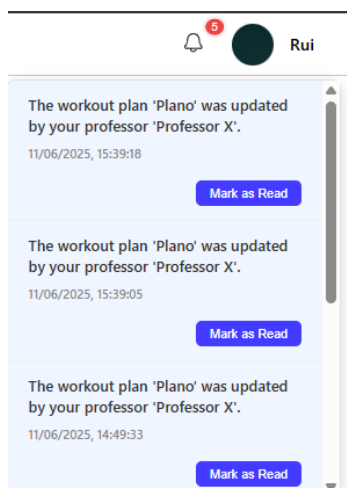 5
Rui
The workout plan 'Plano' was updated
by your professor 'Professor X'.
11/06/2025, 15:39:18
Mark as Read
The workout plan 'Plano' was updated
by your professor 'Professor X'.
11/06/2025, 15:39:05
Mark as Read
The workout plan 'Plano' was updated
by your professor 'Professor X'.
11/06/2025, 14:49:33
Mark as Read